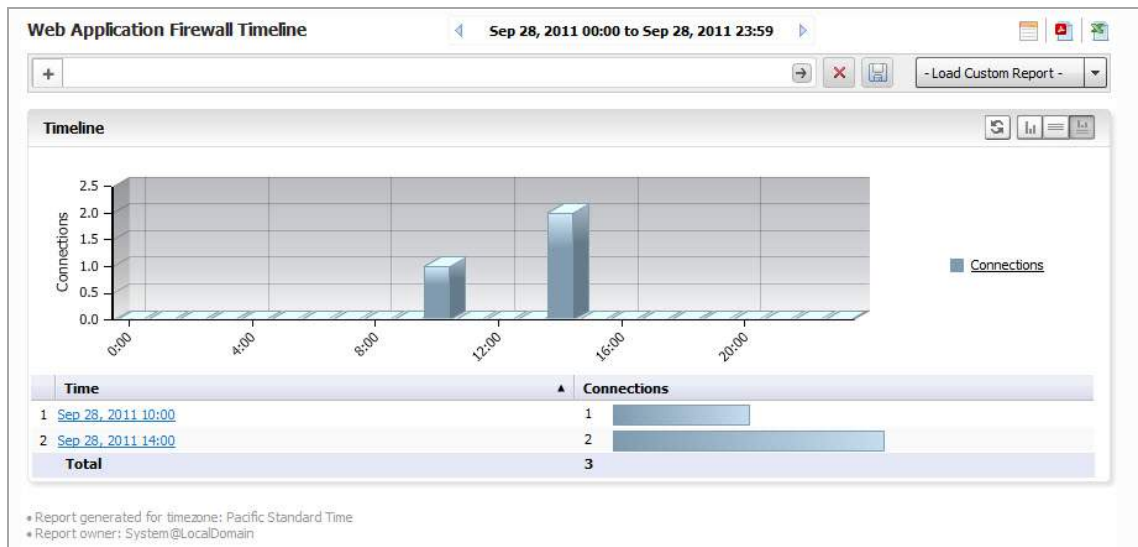 Web Application Firewall Timeline
Sep 28, 2011 00:00 to Sep 28, 2011 23:59
+
- Load Custom Report -
Timeline
2.5
2.0
1.5
1.0
0.5
0.0
Connections
0:00
4:00
8:00
12:00
16:00
20:00
Connections
Time Connections
1 Sep 28, 2011 10:00 1
2 Sep 28, 2011 14:00 2
Total 3
• Report generated for timezone: Pacific Standard Time
• Report owner: System@LocalDomain